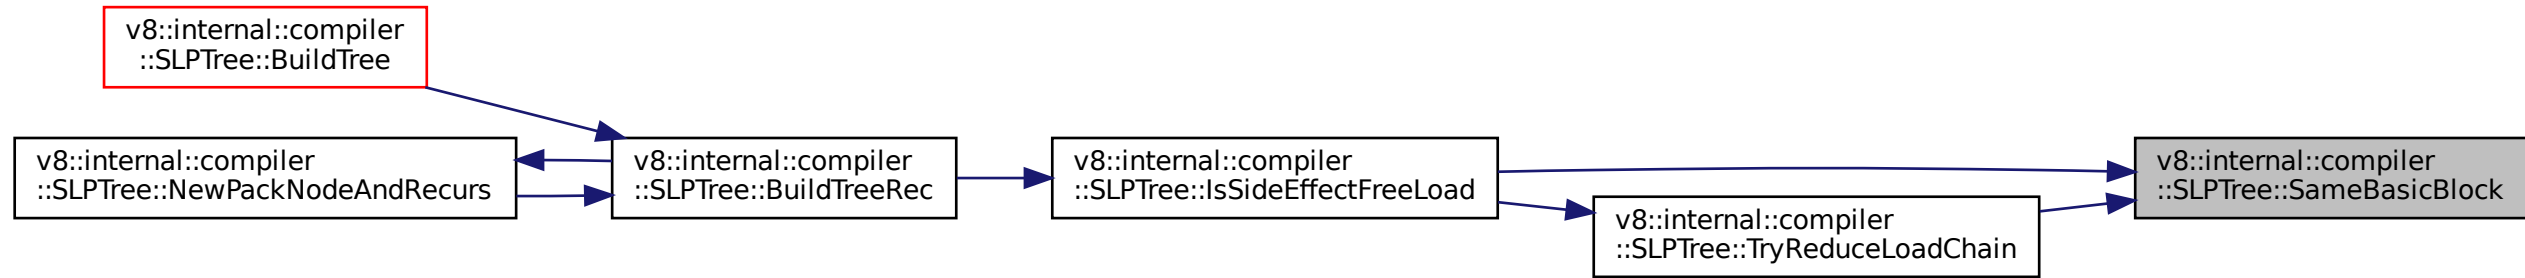 v8::internal::compiler
::SLPTree::BuildTree
v8::internal::compiler
::SLPTree::NewPackNodeAndRecurs
v8::internal::compiler
::SLPTree::BuildTreeRec
v8::internal::compiler
::SLPTree::IsSideEffectFreeLoad
v8::internal::compiler
::SLPTree::TryReduceLoadChain
v8::internal::compiler
::SLPTree::SameBasicBlock